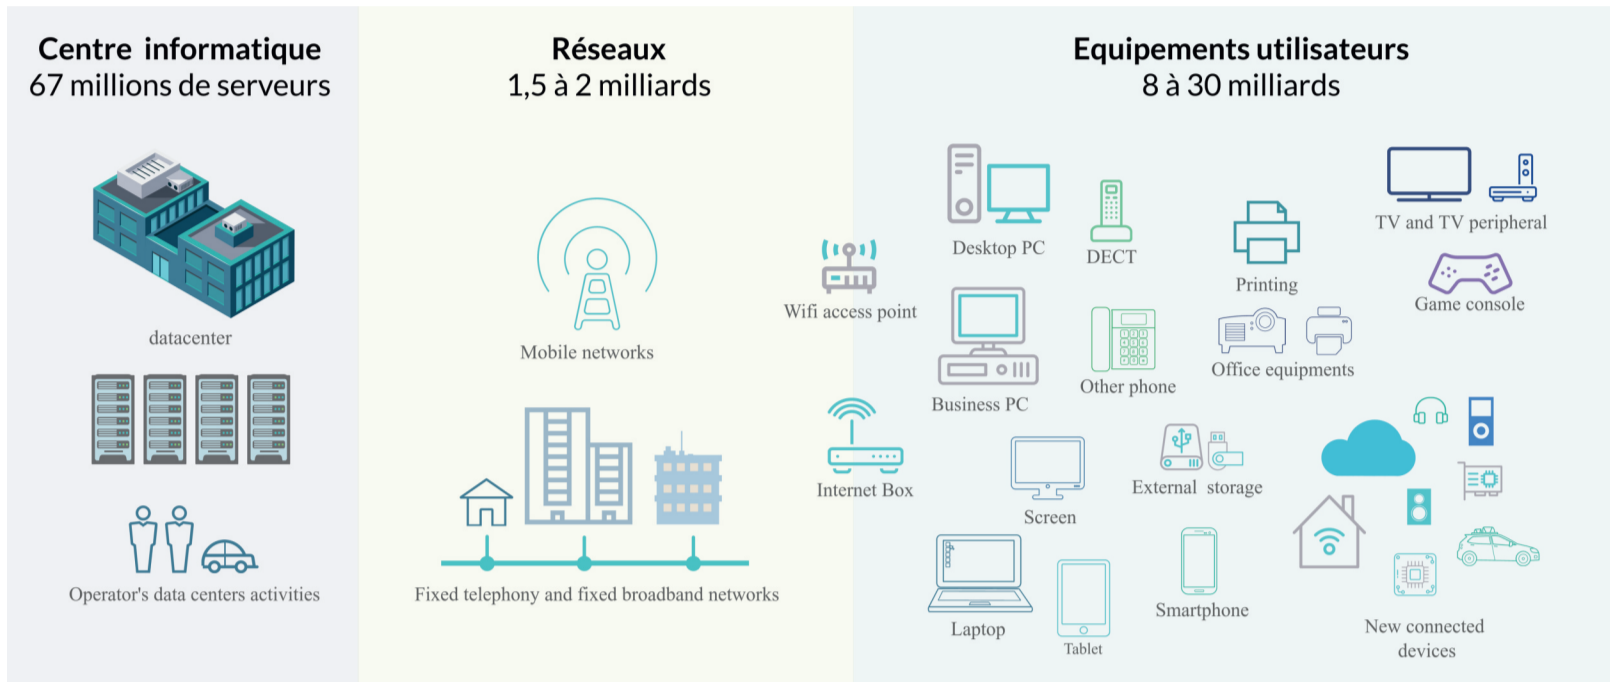 Centre informatique
67 millions de serveurs
datacenter
Operator's data centers activities
Réseaux
1,5 à 2 milliards
Mobile networks
Fixed telephony and fixed broadband networks
Wifi access point
Internet Box
Equipements utilisateurs
8 à 30 milliards
Desktop PC
DECT
Printing
TV and TV peripheral
Game console
Business PC
Other phone
Office equipments
Screen
External storage
Laptop
Tablet
Smartphone
New connected
devices